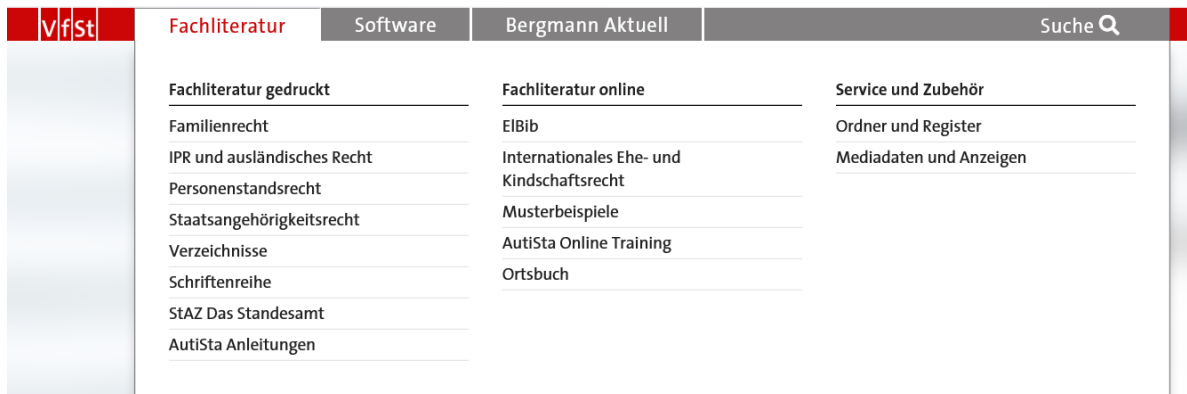 VfSt
Fachliteratur
Software
Bergmann Aktuell
Suche
Fachliteratur gedruckt
Familienrecht
IPR und ausländisches Recht
Personenstandsrecht
Staatsangehörigkeitsrecht
Verzeichnisse
Schriftenreihe
StAZ Das Standesamt
AutiSta Anleitungen
Fachliteratur online
ElBib
Internationales Ehe- und
Kindschaftsrecht
Musterbeispiele
AutiSta Online Training
Ortsbuch
Service und Zubehör
Ordner und Register
Mediadaten und Anzeigen